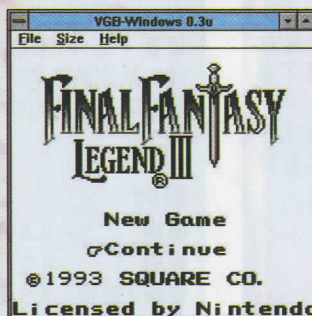 VGB-Windows 0.3u
File Size Help
FINAL FANTASY
LEGEND III
®
New Game
Continue
©1993 SQUARE CO.
Licensed by Nintendo